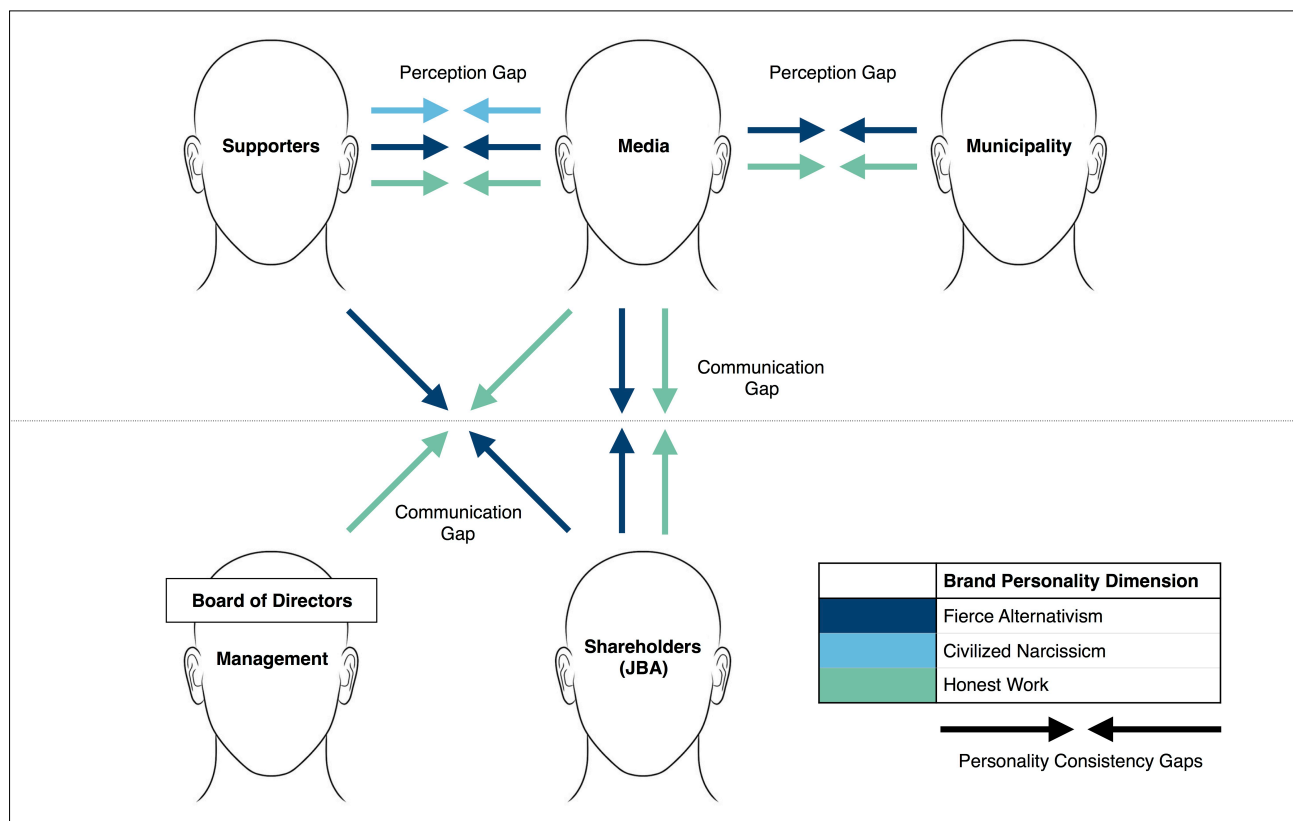 Perception Gap
Perception Gap
Supporters
Media
Municipality
Communication
Gap
Communication
Gap
Board of Directors
Management
Shareholders
(JBA)
Brand Personality Dimension
Fierce Alternativism
Civilized Narcissicm
Honest Work
Personality Consistency Gaps